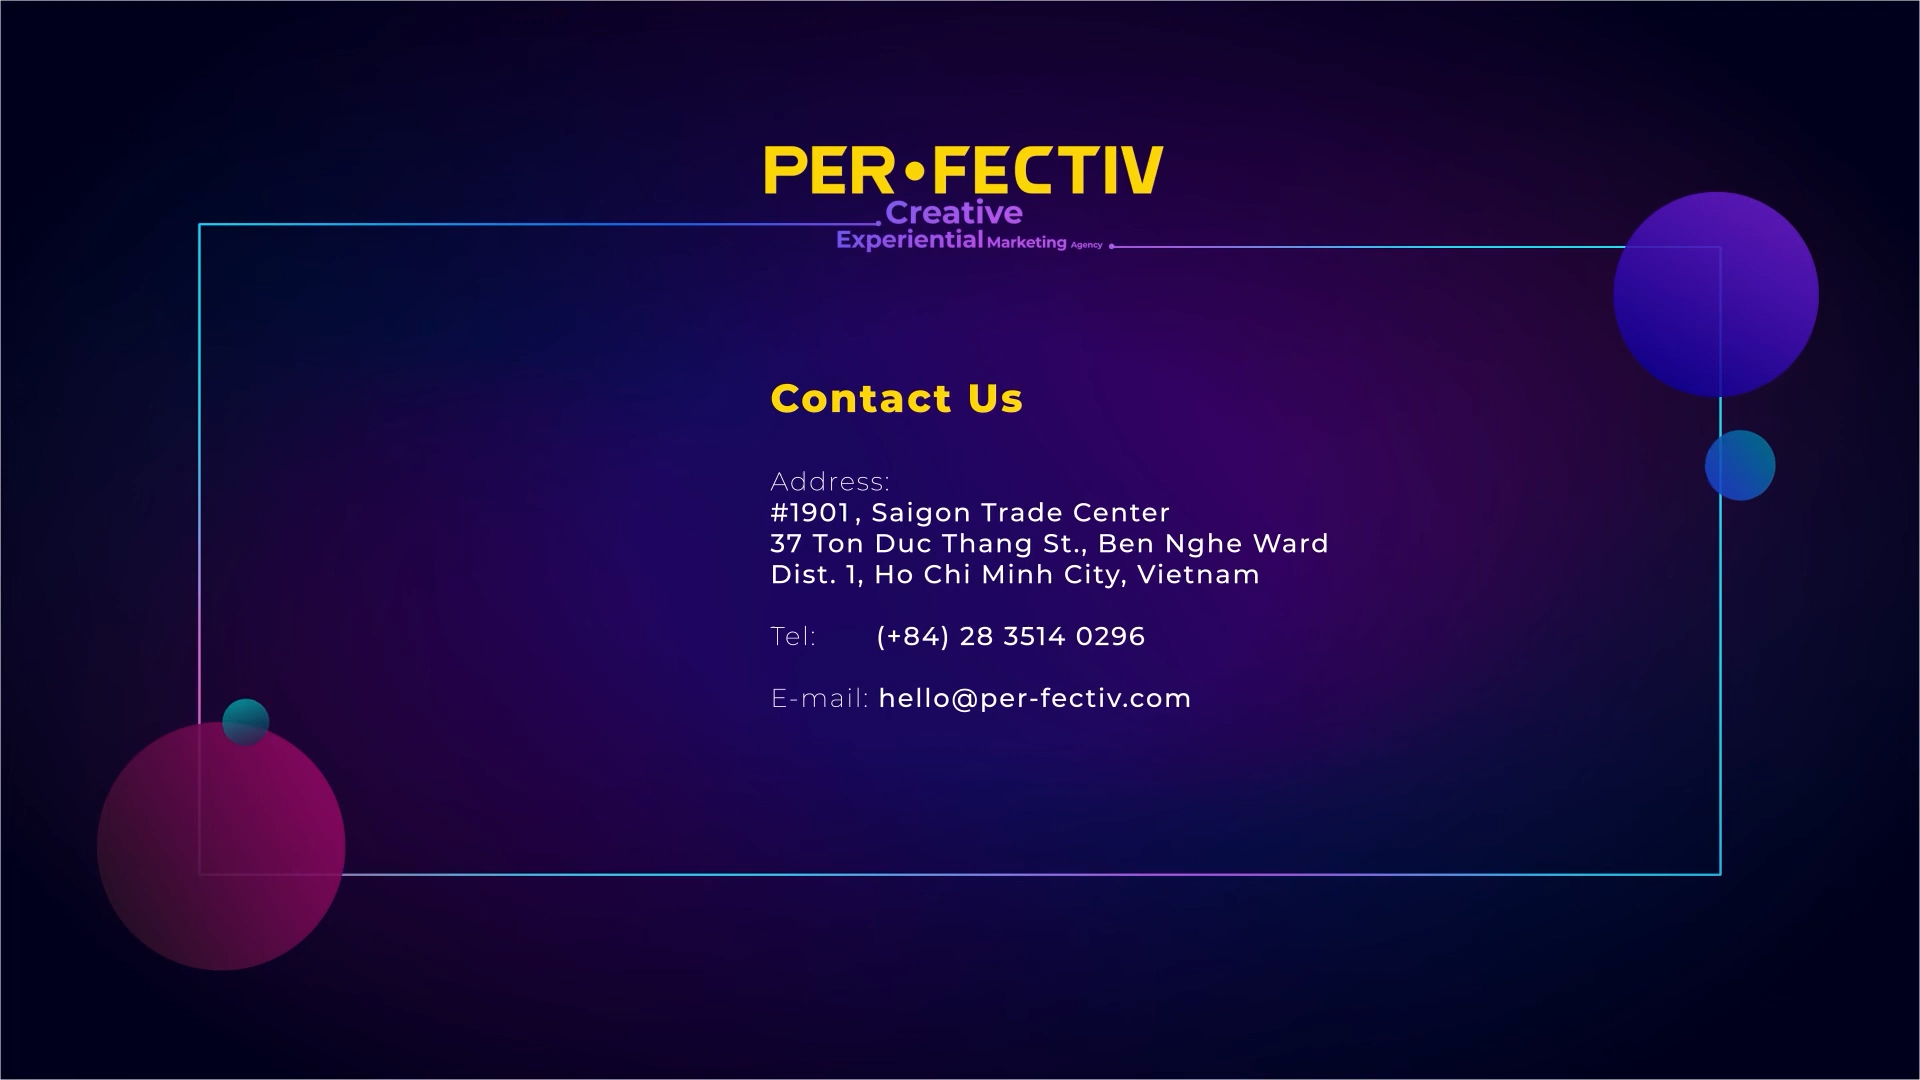 PER•FECTIV
Creative
Experiential Marketing Agency
Contact Us
Address:
#1901, Saigon Trade Center
37 Ton Duc Thang St., Ben Nghe Ward
Dist. 1, Ho Chi Minh City, Vietnam
Tel: (+84) 28 3514 0296
E-mail: hello@per-fectiv.com